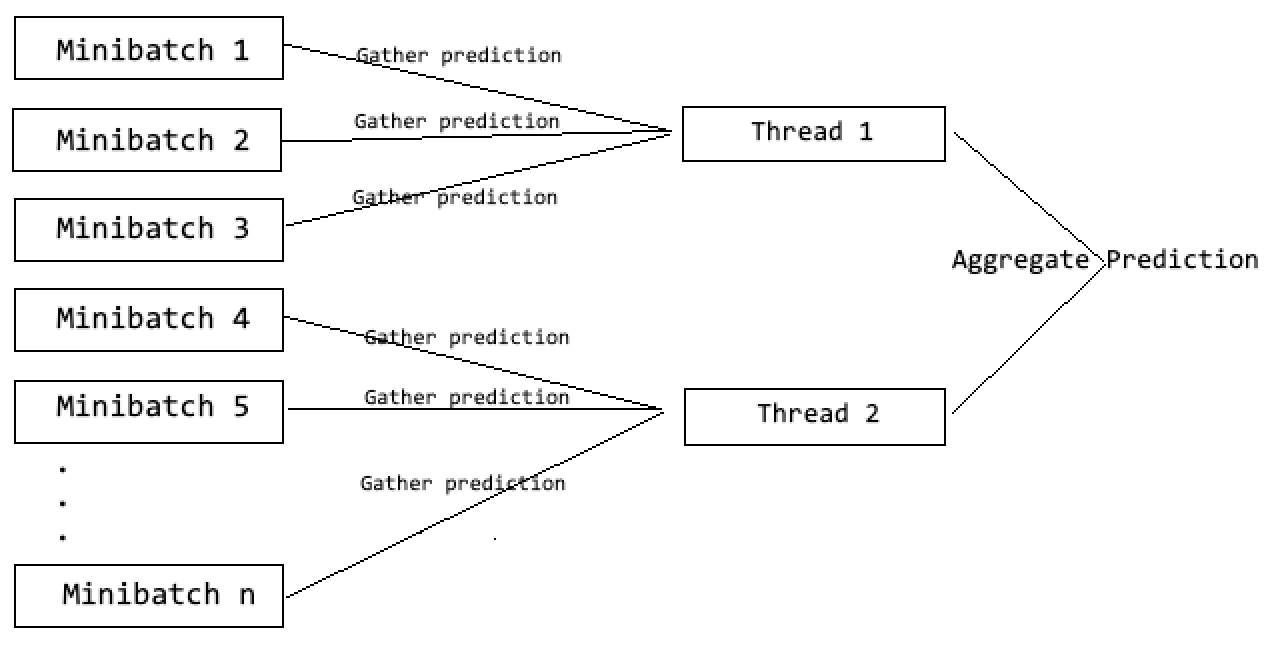 Minibatch 1
Gather prediction
Minibatch 2
Gather prediction
Thread 1
Minibatch 3
Gather prediction
Aggregate Prediction
Minibatch 4
Gather prediction
Minibatch 5
Gather prediction
Thread 2
Gather prediction
Minibatch n